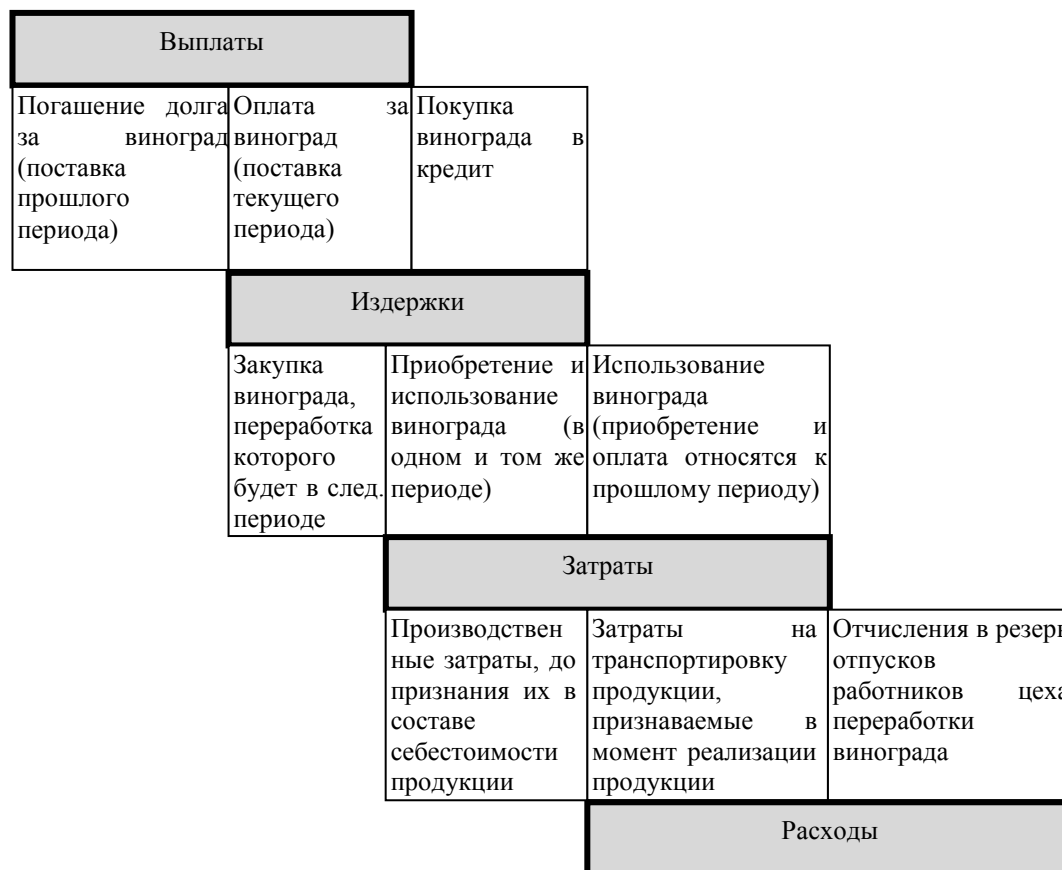 Выплаты
Погашение долга
за виноград
(поставка
прошлого
периода)
Оплата за
виноград
(поставка
текущего
периода)
Покупка
винограда в
кредит
Издержки
Закупка
винограда,
переработка
которого
будет в след.
периоде
Приобретение и
использование
винограда (в
одном и том же
периоде)
Использование
винограда
(приобретение и
оплата относятся к
прошлому периоду)
Затраты
Производствен
ные затраты, до
признания их в
составе
себестоимости
продукции
Затраты на
транспортировку
продукции,
признаваемые в
момент реализации
продукции
Отчисления в резерв
отпусков
работников цеха
переработки
винограда
Расходы